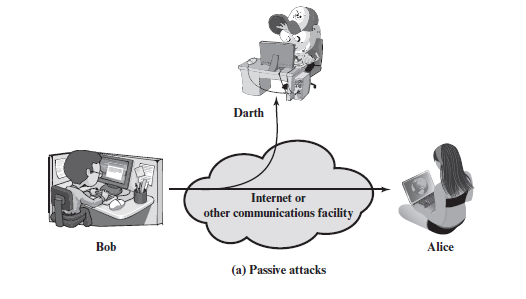 Darth
Internet or
other communications facility
Bob
Alice
(a) Passive attacks